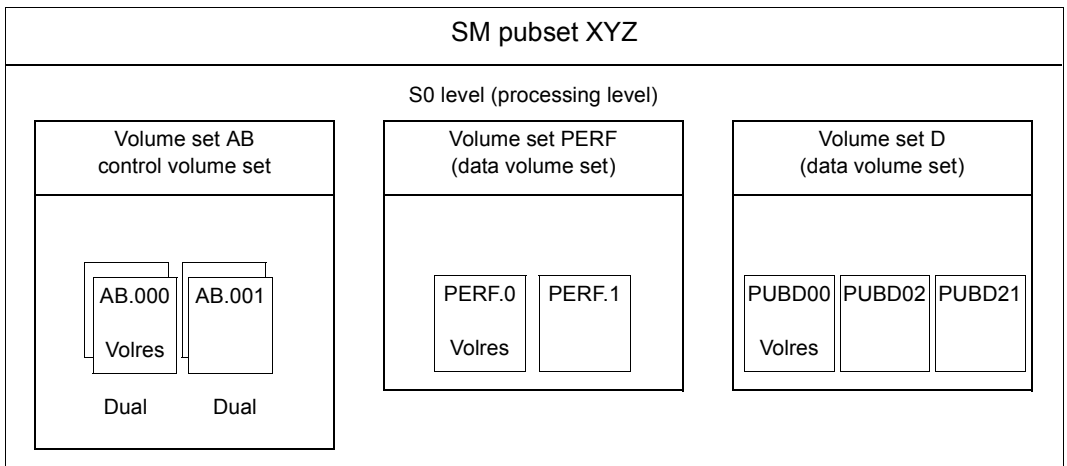 SM pubset XYZ
S0 level (processing level)
Volume set AB
control volume set
AB.000
AB.001
Volres
Dual
Dual
Volume set PERF
(data volume set)
PERF.0
PERF.1
Volres
Volume set D
(data volume set)
PUBD00
PUBD02
PUBD21
Volres